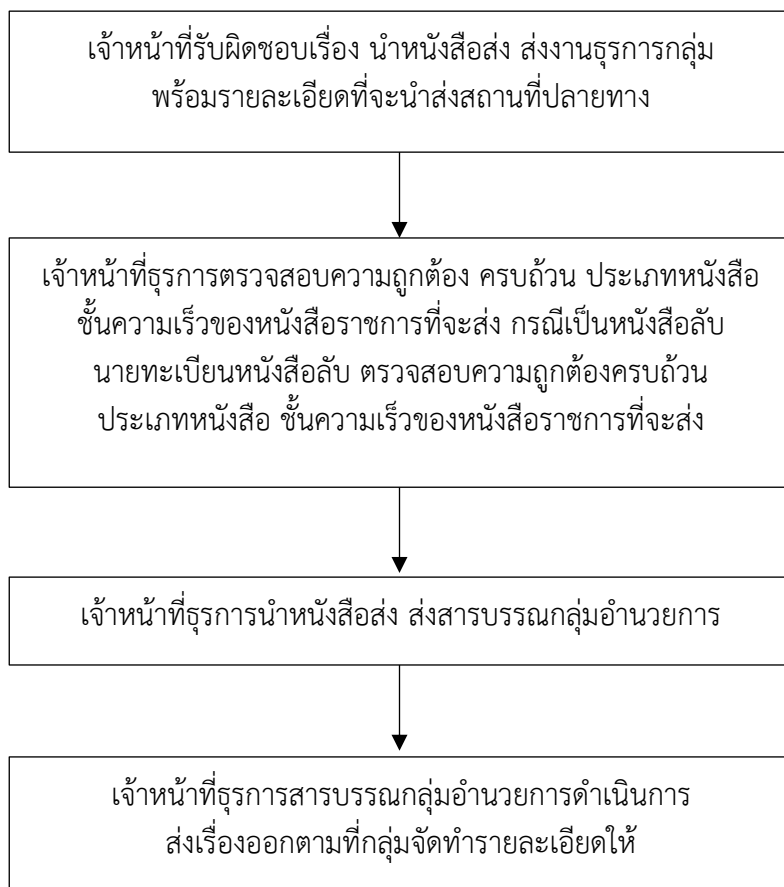 เจ้าหน้าที่รับผิดชอบเรื่อง นำหนังสือส่ง ส่งงานธุรการกลุ่ม
พร้อมรายละเอียดที่จะนำส่งสถานที่ปลายทาง
เจ้าหน้าที่ธุรการตรวจสอบความถูกต้อง ครบถ้วน ประเภทหนังสือ
ชั้นความเร็วของหนังสือราชการที่จะส่ง กรณีเป็นหนังสือลับ
นายทะเบียนหนังสือลับ ตรวจสอบความถูกต้องครบถ้วน
ประเภทหนังสือ ชั้นความเร็วของหนังสือราชการที่จะส่ง
เจ้าหน้าที่ธุรการนำหนังสือส่ง ส่งสารบรรณกลุ่มอำนวยการ
เจ้าหน้าที่ธุรการสารบรรณกลุ่มอำนวยการดำเนินการ
ส่งเรื่องออกตามที่กลุ่มจัดทำรายละเอียดให้